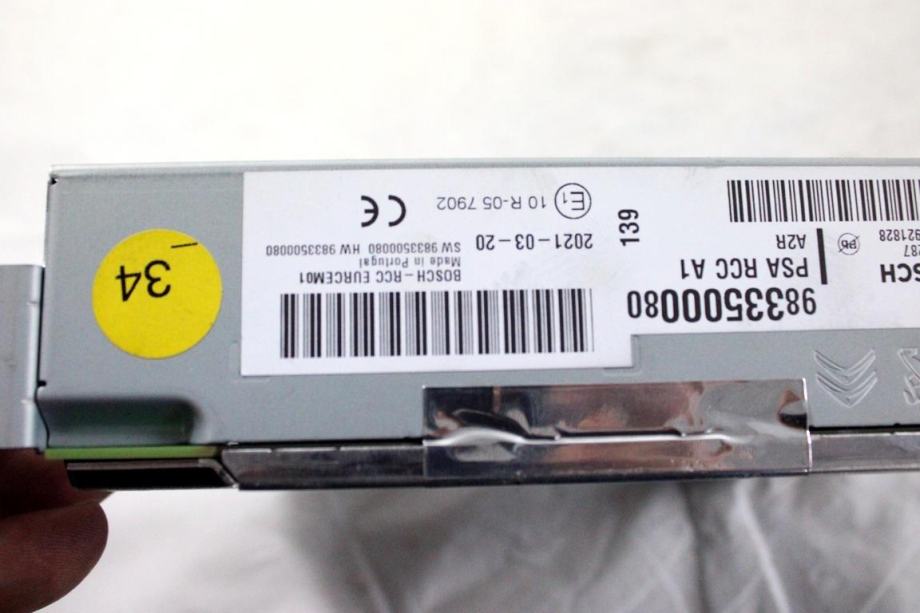 9833500080
PSA RCC A1
A2R
BOSCH-RCC EURCEM01
Made in Portugal
SW 9833500080 HW 9833500080
2021-03-20
E1 10 R-05 7902
CE
139
34